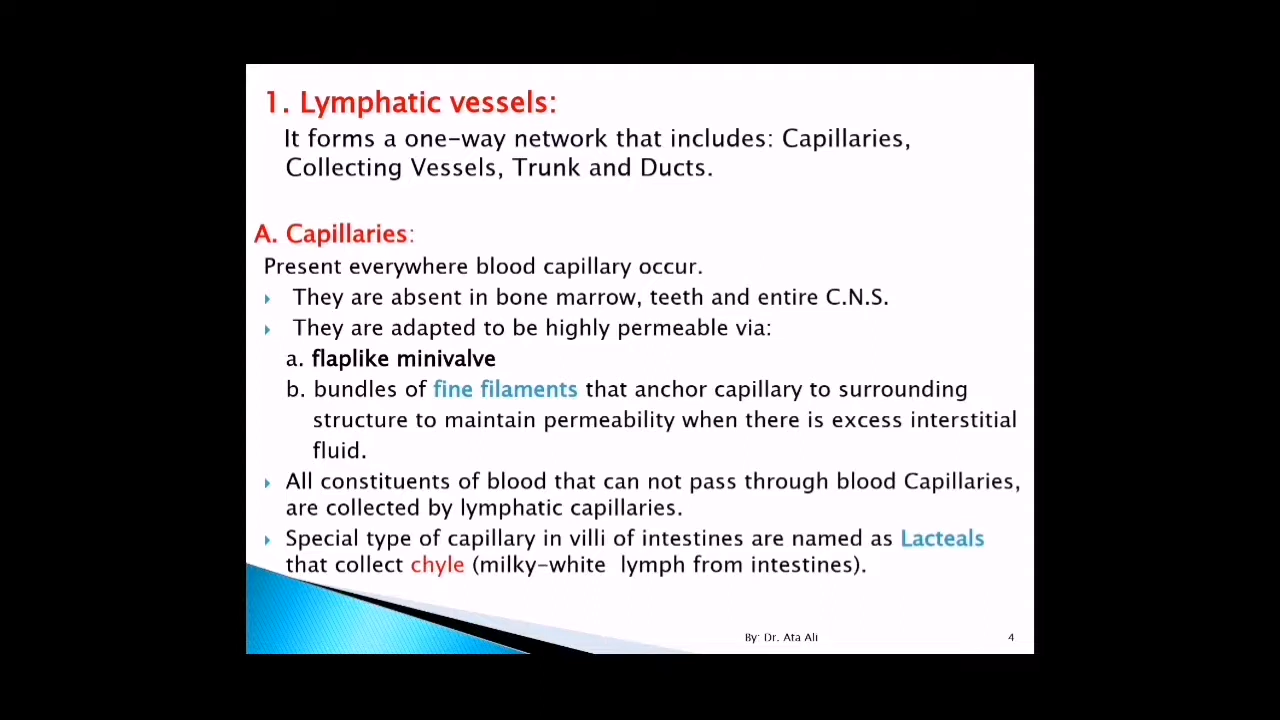 1. Lymphatic vessels:
It forms a one-way network that includes: Capillaries,
Collecting Vessels, Trunk and Ducts.
A. Capillaries:
Present everywhere blood capillary occur.
They are absent in bone marrow, teeth and entire C.N.S.
They are adapted to be highly permeable via:
a. flaplike minivalve
b. bundles of fine filaments that anchor capillary to surrounding
structure to maintain permeability when there is excess interstitial
fluid.
All constituents of blood that can not pass through blood Capillaries,
are collected by lymphatic capillaries.
Special type of capillary in villi of intestines are named as Lacteals
that collect chyle (milky-white lymph from intestines).
By: Dr. Ata Ali 4